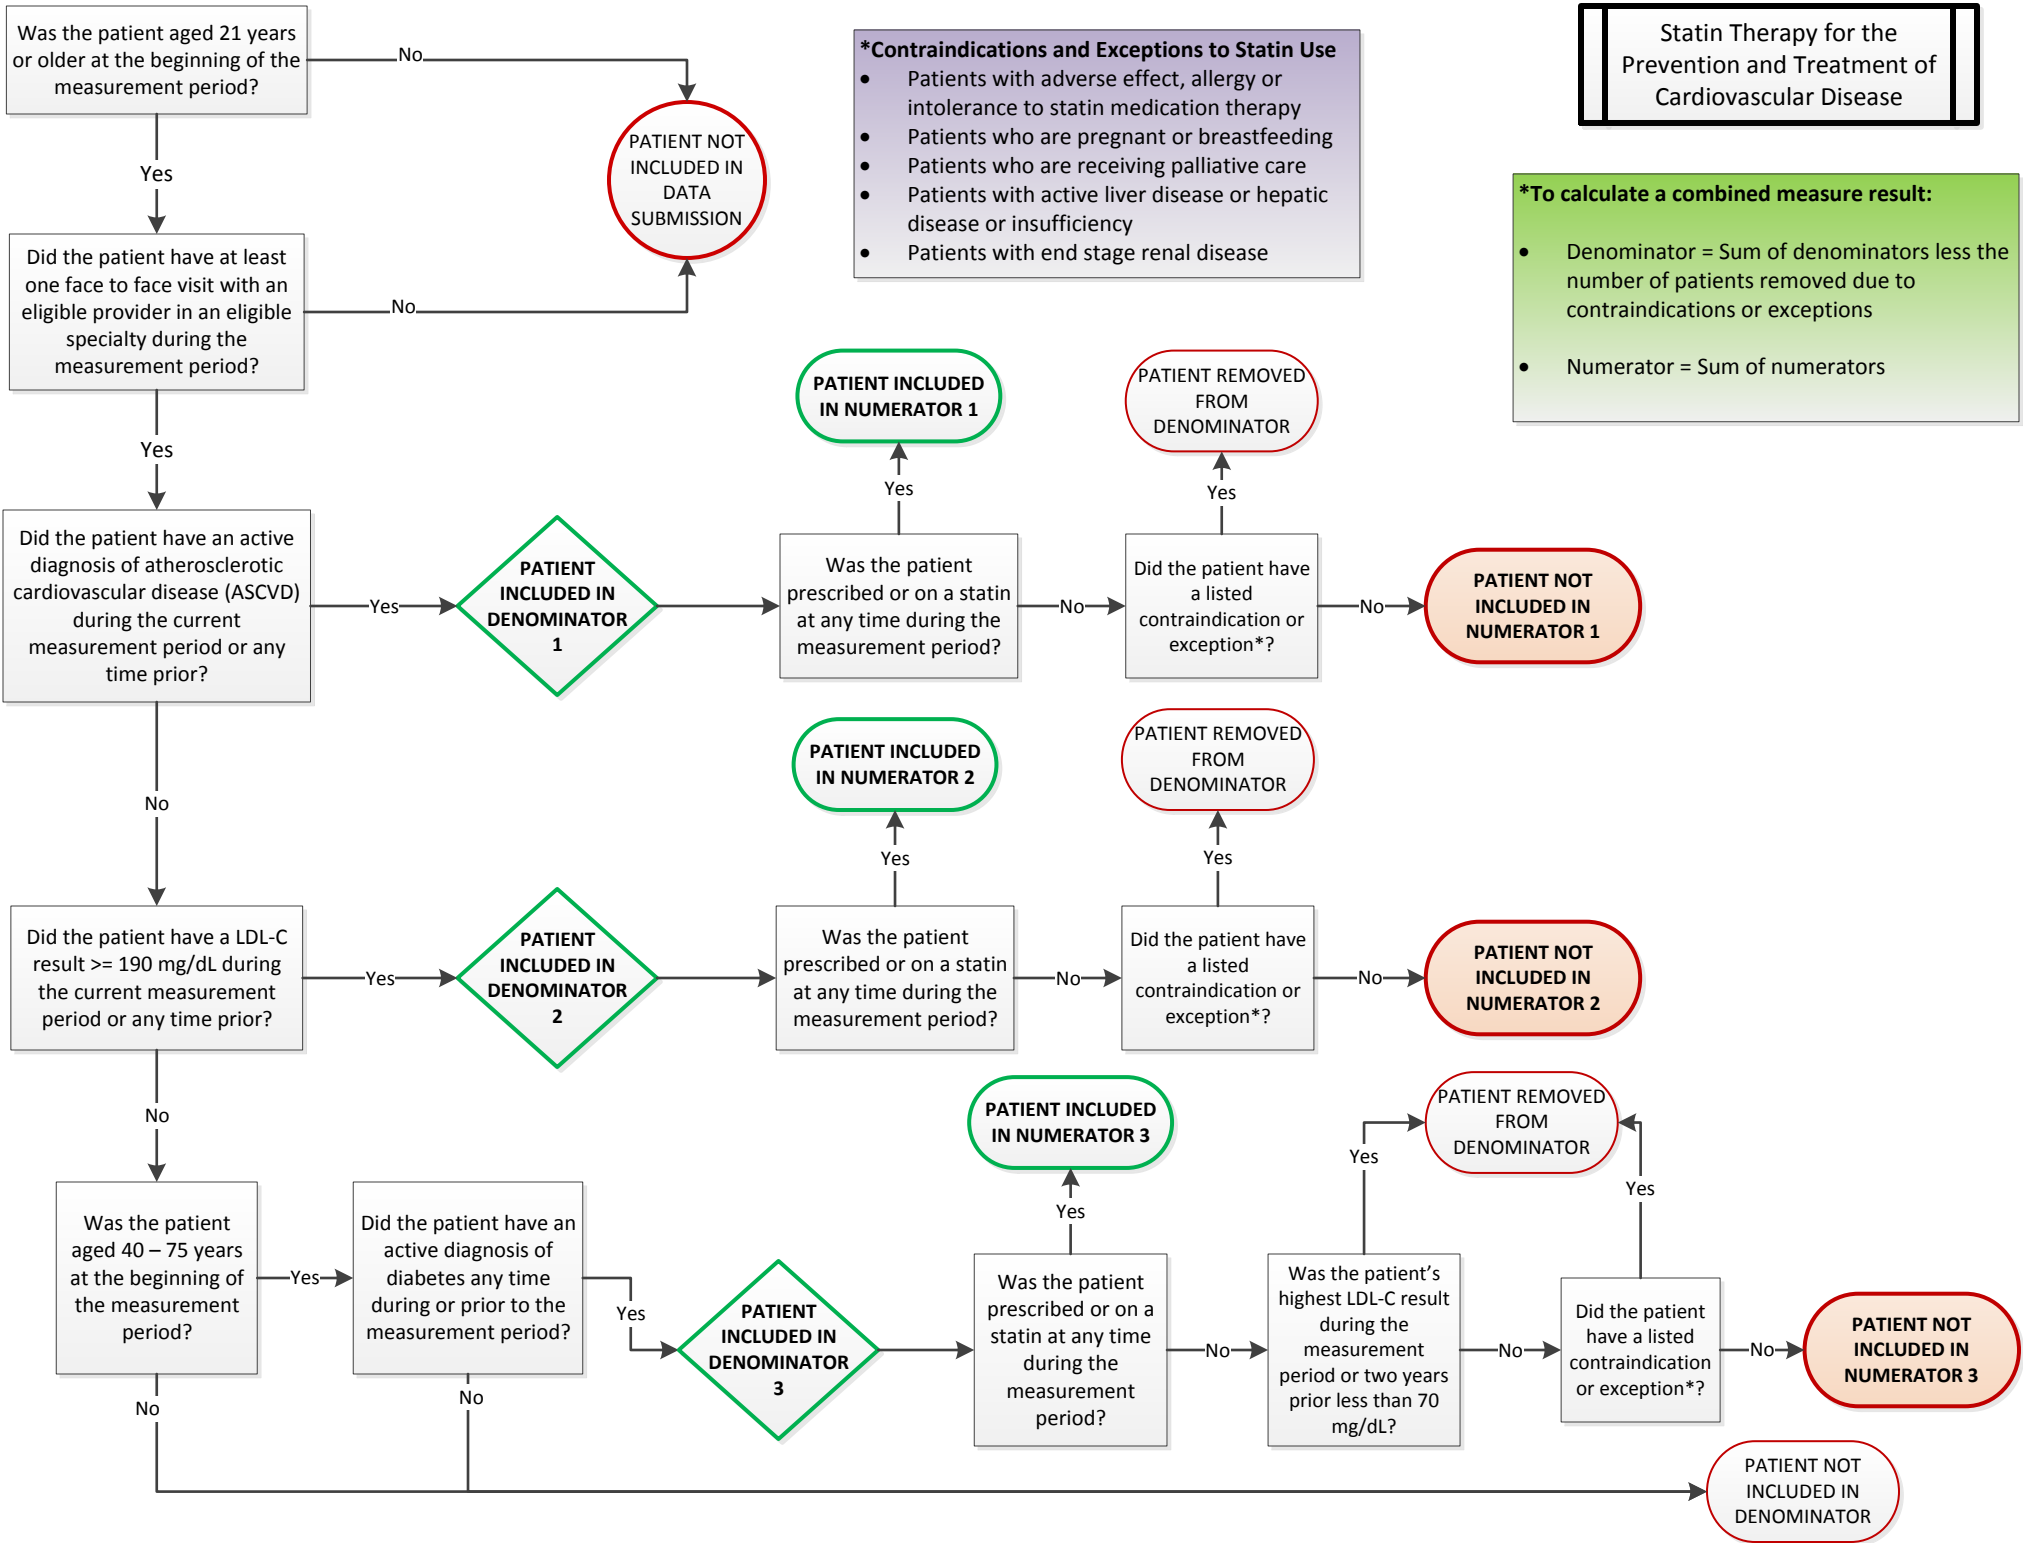 Was the patient aged 21 years
or older at the beginning of the
measurement period?
No
Yes
PATIENT NOT
INCLUDED IN
DATA
SUBMISSION
*Contraindications and Exceptions to Statin Use
• Patients with adverse effect, allergy or
intolerance to statin medication therapy
• Patients who are pregnant or breastfeeding
• Patients who are receiving palliative care
• Patients with active liver disease or hepatic
disease or insufficiency
• Patients with end stage renal disease
Statin Therapy for the
Prevention and Treatment of
Cardiovascular Disease
*To calculate a combined measure result:
• Denominator = Sum of denominators less the
number of patients removed due to
contraindications or exceptions
• Numerator = Sum of numerators
Did the patient have at least
one face to face visit with an
eligible provider in an eligible
specialty during the
measurement period?
No
Yes
Did the patient have an active
diagnosis of atherosclerotic
cardiovascular disease (ASCVD)
during the current
measurement period or any
time prior?
Yes
PATIENT
INCLUDED IN
DENOMINATOR
1
Was the patient
prescribed or on a statin
at any time during the
measurement period?
Yes
PATIENT INCLUDED
IN NUMERATOR 1
No
Did the patient have
a listed
contraindication or
exception*?
Yes
PATIENT REMOVED
FROM
DENOMINATOR
No
PATIENT NOT
INCLUDED IN
NUMERATOR 1
No
Did the patient have a LDL-C
result >= 190 mg/dL during
the current measurement
period or any time prior?
Yes
PATIENT
INCLUDED IN
DENOMINATOR
2
Was the patient
prescribed or on a statin
at any time during the
measurement period?
Yes
PATIENT INCLUDED
IN NUMERATOR 2
No
Did the patient have
a listed
contraindication or
exception*?
Yes
PATIENT REMOVED
FROM
DENOMINATOR
No
PATIENT NOT
INCLUDED IN
NUMERATOR 2
No
Was the patient
aged 40 – 75 years
at the beginning of
the measurement
period?
Yes
No
Did the patient have an
active diagnosis of
diabetes any time
during or prior to the
measurement period?
Yes
No
PATIENT
INCLUDED IN
DENOMINATOR
3
Was the patient
prescribed or on a
statin at any time
during the
measurement
period?
Yes
PATIENT INCLUDED
IN NUMERATOR 3
No
Was the patient's
highest LDL-C result
during the
measurement
period or two years
prior less than 70
mg/dL?
Yes
PATIENT REMOVED
FROM
DENOMINATOR
No
Did the patient
have a listed
contraindication
or exception*?
Yes
No
PATIENT NOT
INCLUDED IN
NUMERATOR 3
PATIENT NOT
INCLUDED IN
DENOMINATOR